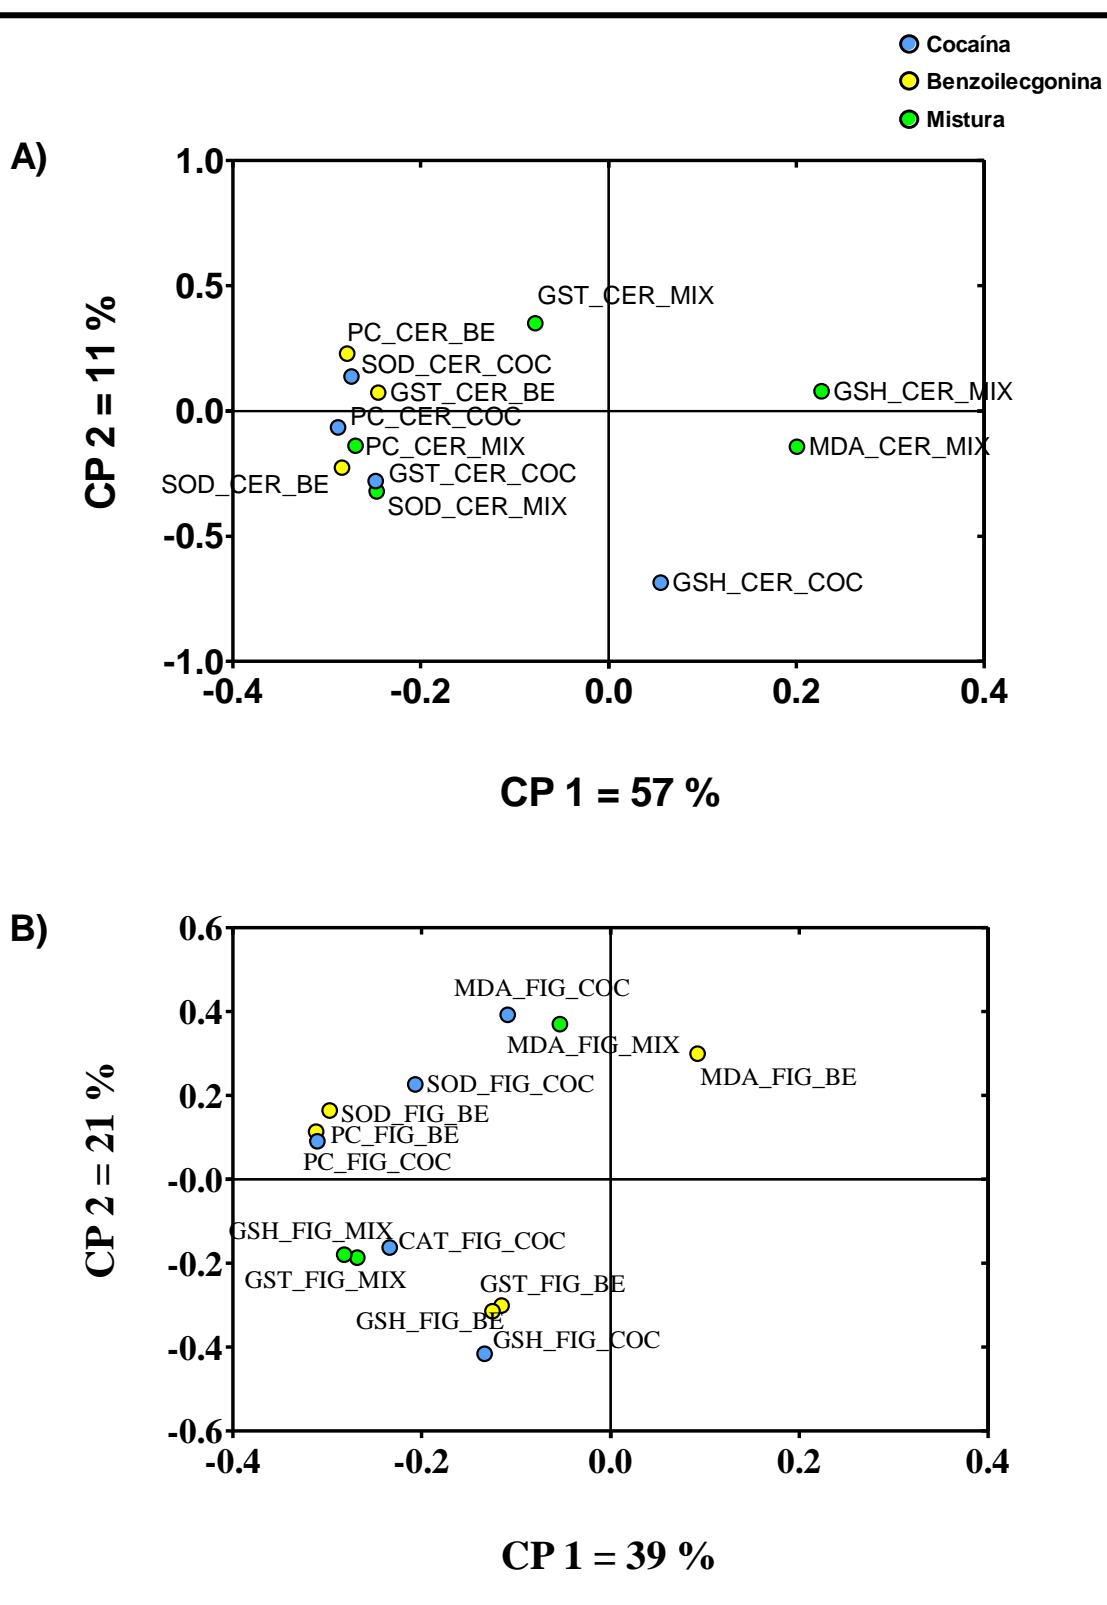 Cocaína
Benzoilecgonina
Mistura
A)
1.0
0.5
0.0
-0.5
-1.0
CP 2 = 11 %
GST_CER_MIX
PC_CER_BE
SOD_CER_COC
GST_CER_BE
GSH_CER_MIX
PC_CER_COC
PC_CER_MIX
MDA_CER_MIX
GST_CER_COC
SOD_CER_BE
SOD_CER_MIX
GSH_CER_COC
-0.4 -0.2 0.0 0.2 0.4
CP 1 = 57 %
B)
0.6
0.4
0.2
-0.0
-0.2
-0.4
-0.6
CP 2 = 21 %
MDA_FIG_COC
MDA_FIG_MIX
MDA_FIG_BE
SOD_FIG_COC
SOD_FIG_BE
PC_FIG_BE
PC_FIG_COC
GSH_FIG_MIX
CAT_FIG_COC
GST_FIG_MIX
GST_FIG_BE
GSH_FIG_BE
GSH_FIG_COC
-0.4 -0.2 0.0 0.2 0.4
CP 1 = 39 %